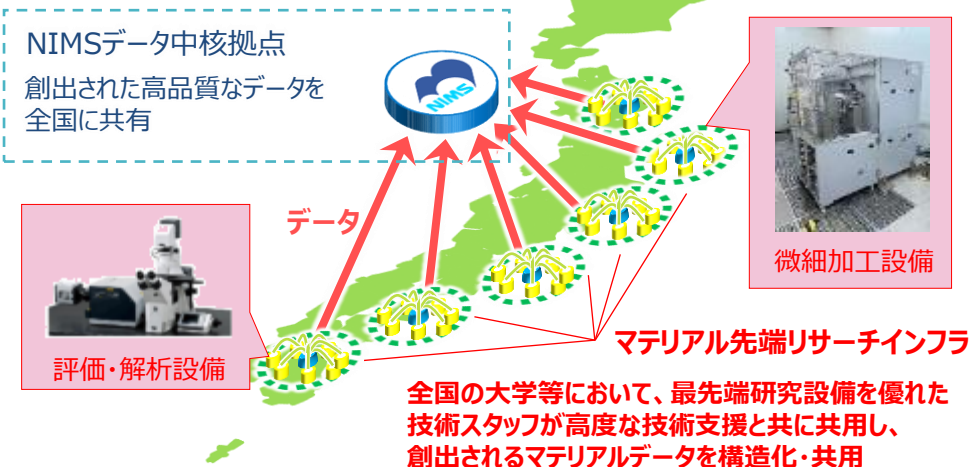 NIMSデータ中核拠点
創出された高品質なデータを
全国に共有
NIMS
データ
微細加工設備
評価・解析設備
マテリアル先端リサーチインフラ
全国の大学等において、最先端研究設備を優れた
技術スタッフが高度な技術支援と共に共用し、
創出されるマテリアルデータを構造化・共用